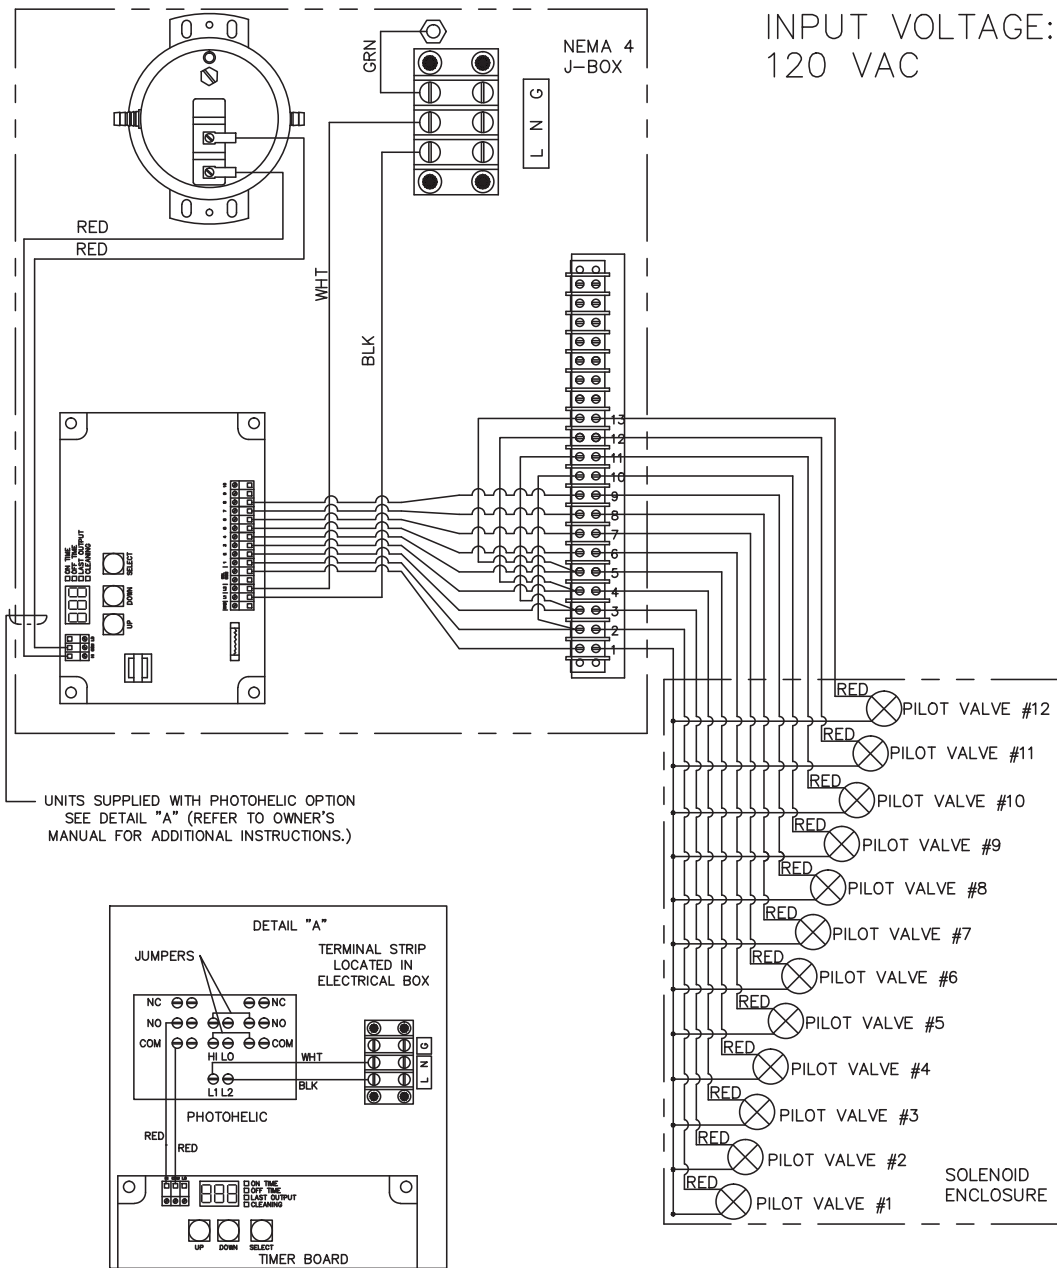 INPUT VOLTAGE:
120 VAC
NEMA 4
J-BOX
GRN
L N G
RED
RED
WHT
BLK
13
12
11
10
9
8
7
6
5
4
3
2
1
ON TIME
OFF TIME
LAST OUTPUT
CLEANING
SELECT
DOWN
UP
UNITS SUPPLIED WITH PHOTOHELIC OPTION
SEE DETAIL "A" (REFER TO OWNER'S
MANUAL FOR ADDITIONAL INSTRUCTIONS.)
RED
PILOT VALVE #12
RED
PILOT VALVE #11
RED
PILOT VALVE #10
RED
PILOT VALVE #9
RED
PILOT VALVE #8
RED
PILOT VALVE #7
RED
PILOT VALVE #6
RED
PILOT VALVE #5
RED
PILOT VALVE #4
RED
PILOT VALVE #3
RED
PILOT VALVE #2
RED
PILOT VALVE #1
SOLENOID
ENCLOSURE
DETAIL "A"
JUMPERS
TERMINAL STRIP
LOCATED IN
ELECTRICAL BOX
NC
NC
NO
NO
COM
COM
HI LO
L1 L2
WHT
BLK
L N G
PHOTOHELIC
RED
RED
ON TIME
OFF TIME
LAST OUTPUT
CLEANING
UP
DOWN
SELECT
TIMER BOARD